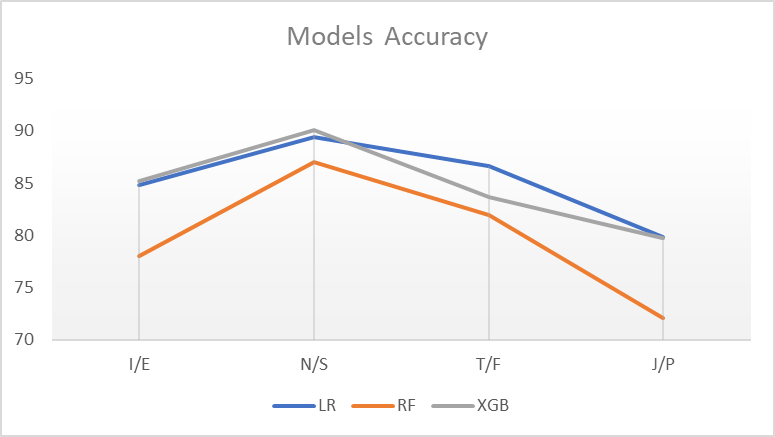 Models Accuracy
95
90
85
80
75
70
I/E N/S T/F J/P
LR RF XGB